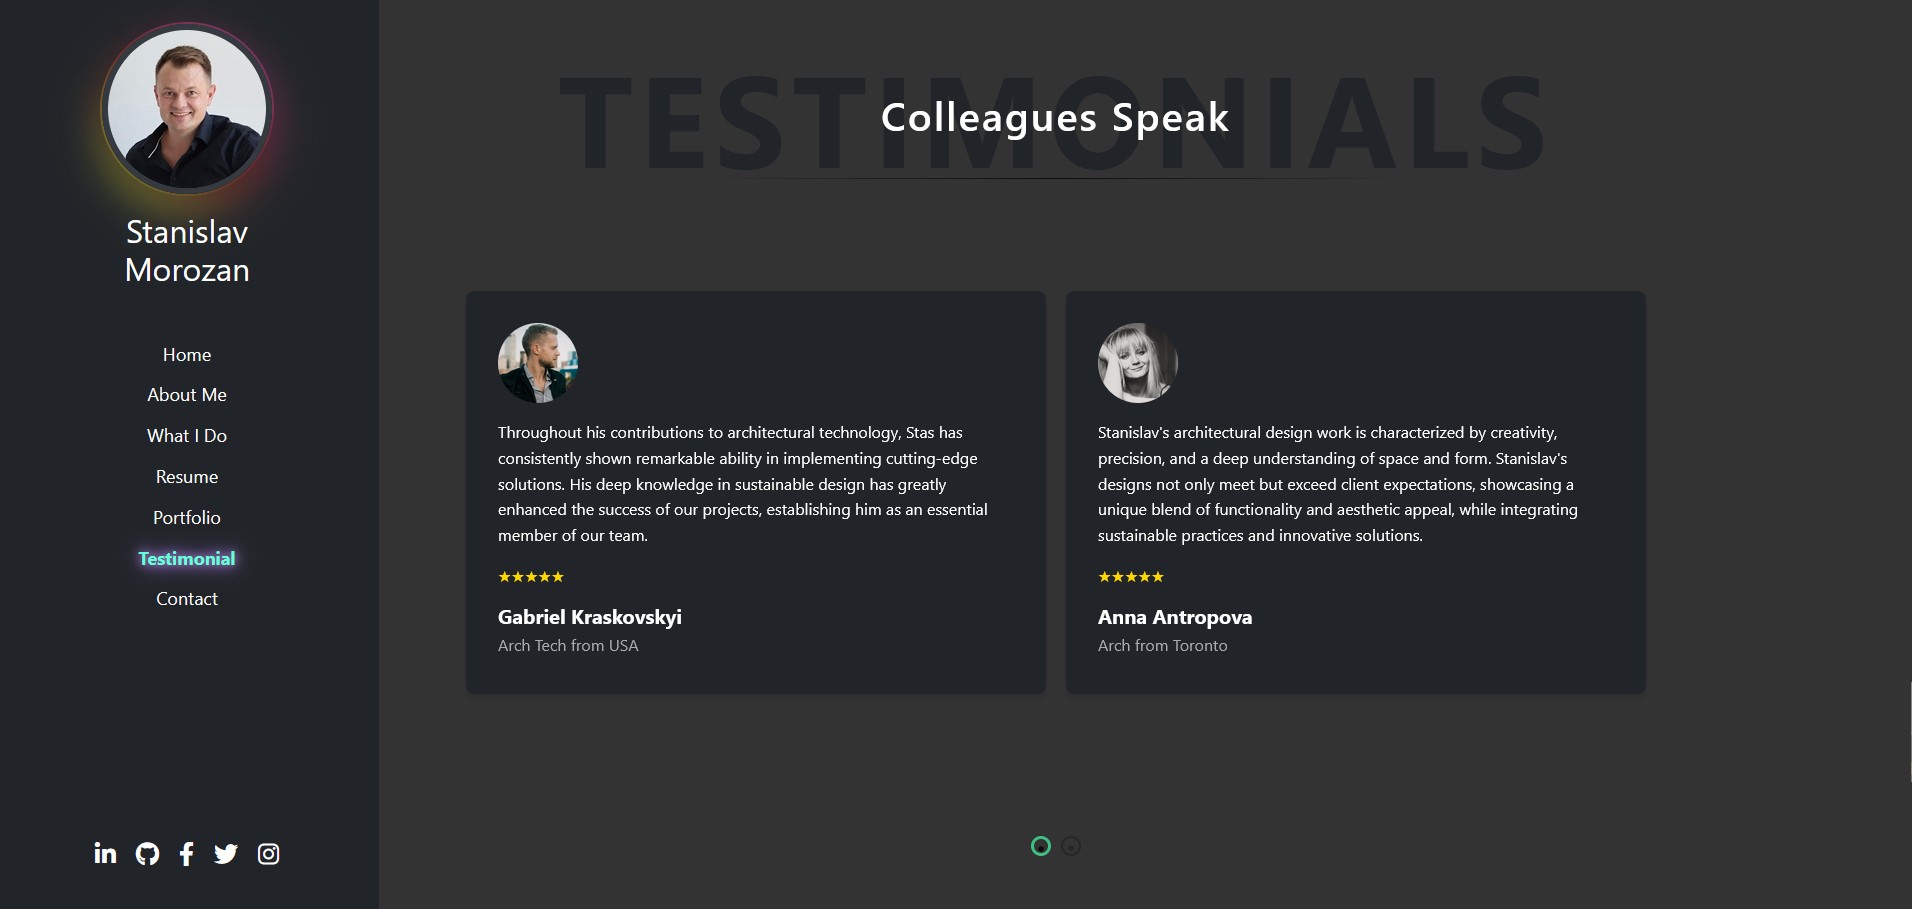 Stanislav
Morozan
Home
About Me
What I Do
Resume
Portfolio
Testimonial
Contact
TESTIMONIALS
Colleagues Speak
Throughout his contributions to architectural technology, Stas has
consistently shown remarkable ability in implementing cutting-edge
solutions. His deep knowledge in sustainable design has greatly
enhanced the success of our projects, establishing him as an essential
member of our team.
★★★★★
Gabriel Kraskovskyi
Arch Tech from USA
Stanislav's architectural design work is characterized by creativity,
precision, and a deep understanding of space and form. Stanislav's
designs not only meet but exceed client expectations, showcasing a
unique blend of functionality and aesthetic appeal, while integrating
sustainable practices and innovative solutions.
★★★★★
Anna Antropova
Arch from Toronto